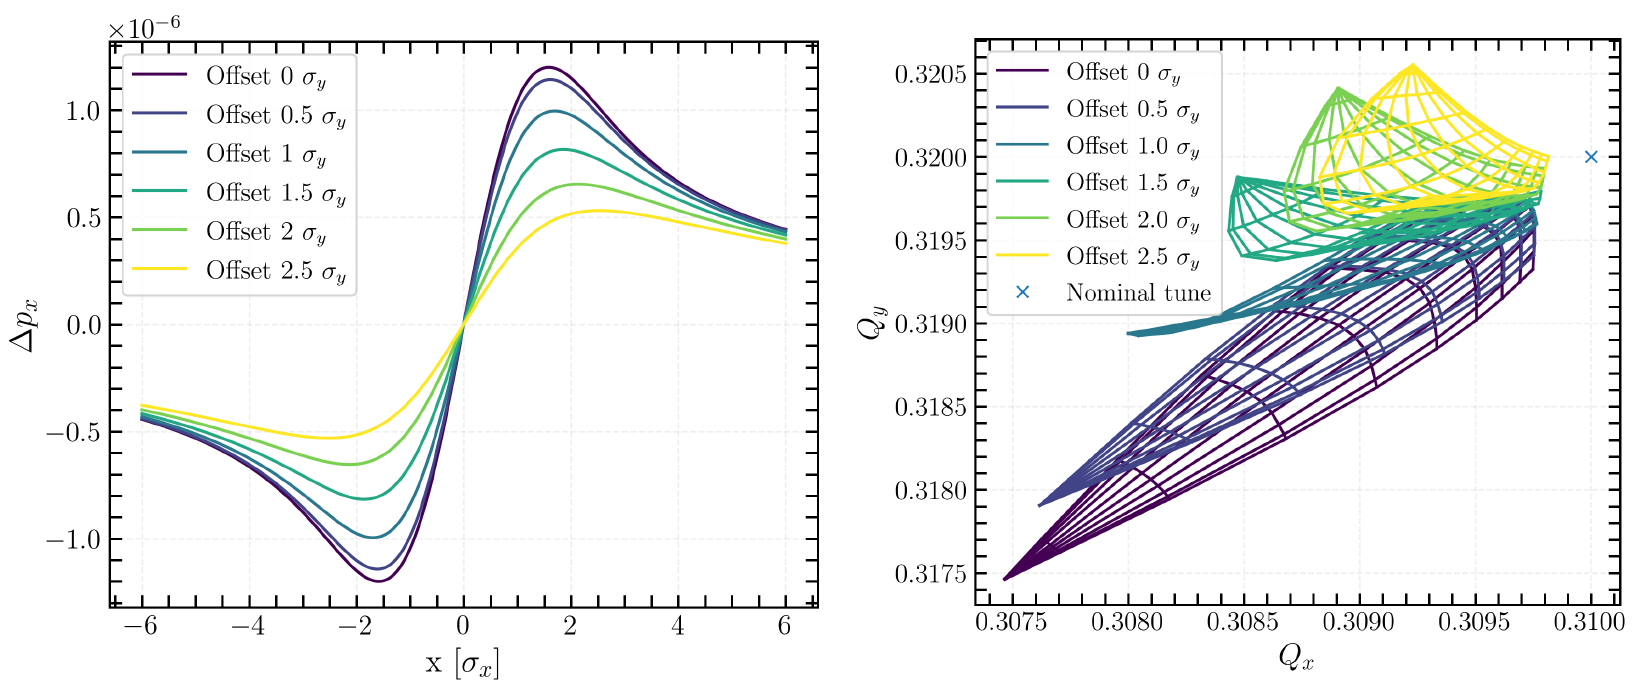 ×10⁻⁶
Offset 0 σ_y
Offset 0.5 σ_y
Offset 1 σ_y
Offset 1.5 σ_y
Offset 2 σ_y
Offset 2.5 σ_y
1.0
0.5
0.0
−0.5
−1.0
Δp_x
−6 −4 −2 0 2 4 6
x [σ_x]
Offset 0 σ_y
Offset 0.5 σ_y
Offset 1.0 σ_y
Offset 1.5 σ_y
Offset 2.0 σ_y
Offset 2.5 σ_y
Nominal tune
0.3205
0.3200
0.3195
0.3190
0.3185
0.3180
0.3175
Q_y
0.3075 0.3080 0.3085 0.3090 0.3095 0.3100
Q_x